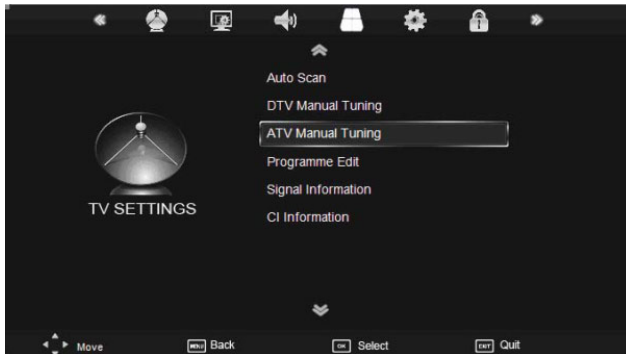 Auto Scan
DTV Manual Tuning
ATV Manual Tuning
Programme Edit
Signal Information
CI Information
TV SETTINGS
Move
MENU Back
OK Select
EXIT Quit